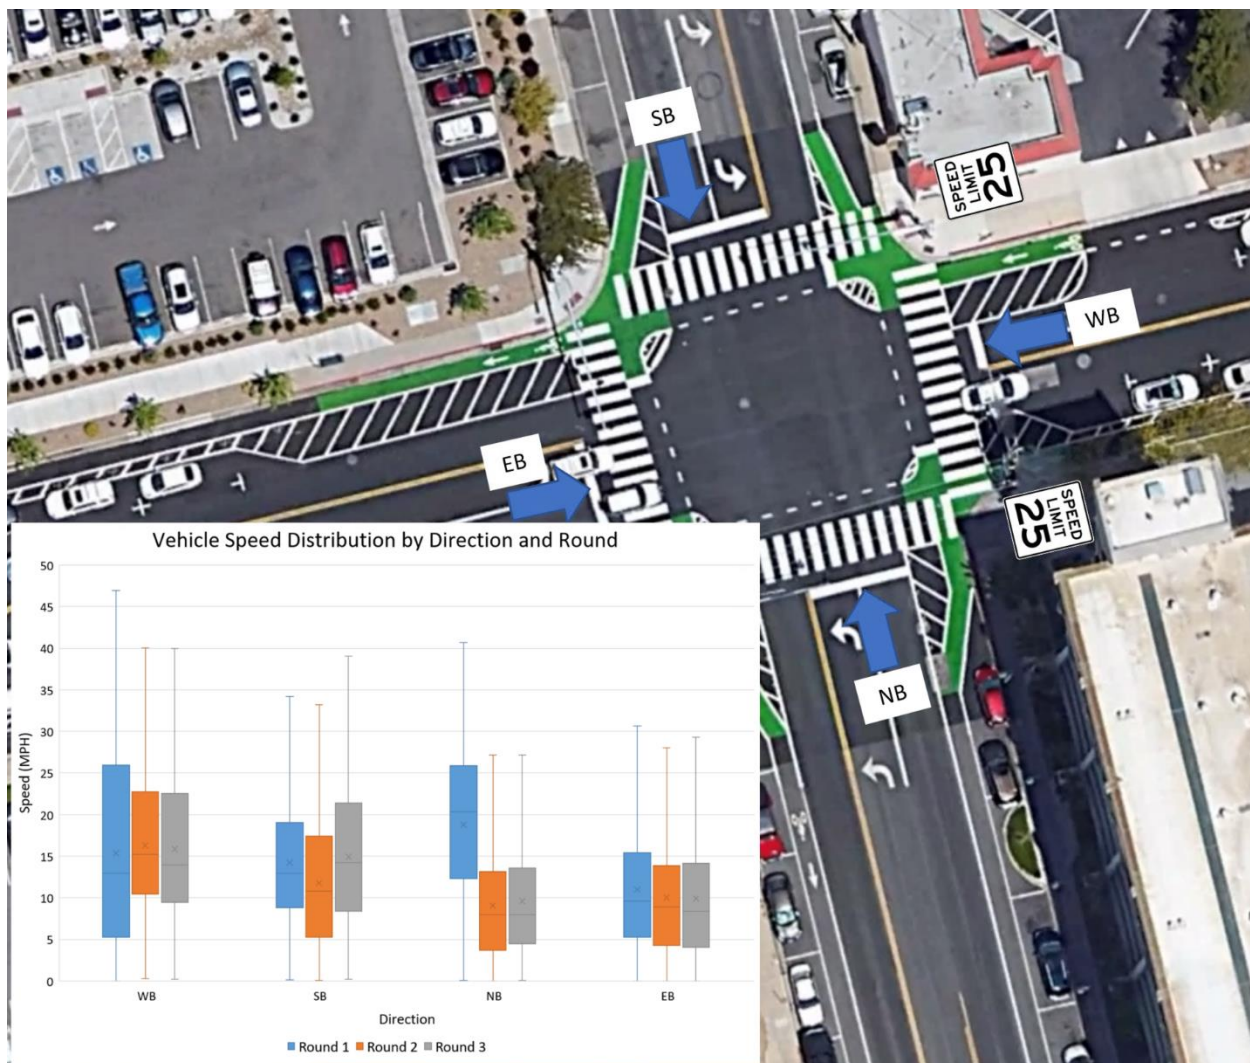 SB
SPEED
LIMIT
25
WB
EB
SPEED
LIMIT
25
NB
Vehicle Speed Distribution by Direction and Round
50
45
40
35
30
25
20
15
10
5
0
Speed (MPH)
WB
SB
NB
EB
Direction
Round 1
Round 2
Round 3